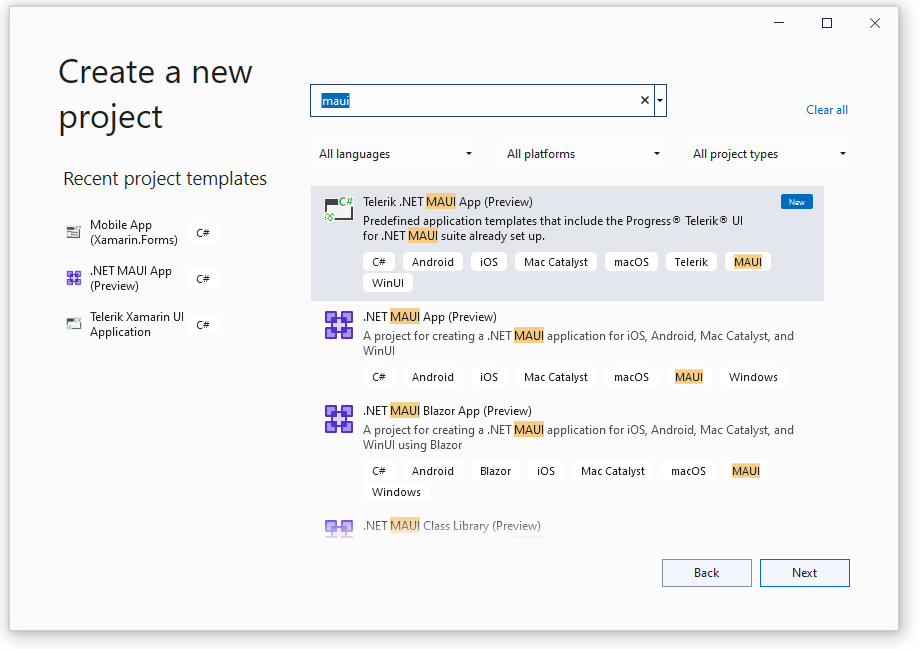 Create a new
project
Recent project templates
Mobile App
(Xamarin.Forms)
C#
.NET MAUI App
(Preview)
C#
Telerik Xamarin UI
Application
C#
maui
Clear all
All languages
All platforms
All project types
C#
Telerik .NET MAUI App (Preview)
New
Predefined application templates that include the Progress® Telerik® UI
for .NET MAUI suite already set up.
C# Android iOS Mac Catalyst macOS Telerik MAUI
WinUI
.NET MAUI App (Preview)
A project for creating a .NET MAUI application for iOS, Android, Mac Catalyst, and
WinUI
C# Android iOS Mac Catalyst macOS MAUI Windows
.NET MAUI Blazor App (Preview)
A project for creating a .NET MAUI application for iOS, Android, Mac Catalyst, and
WinUI using Blazor
C# Android Blazor iOS Mac Catalyst macOS MAUI
Windows
.NET MAUI Class Library (Preview)
Back
Next